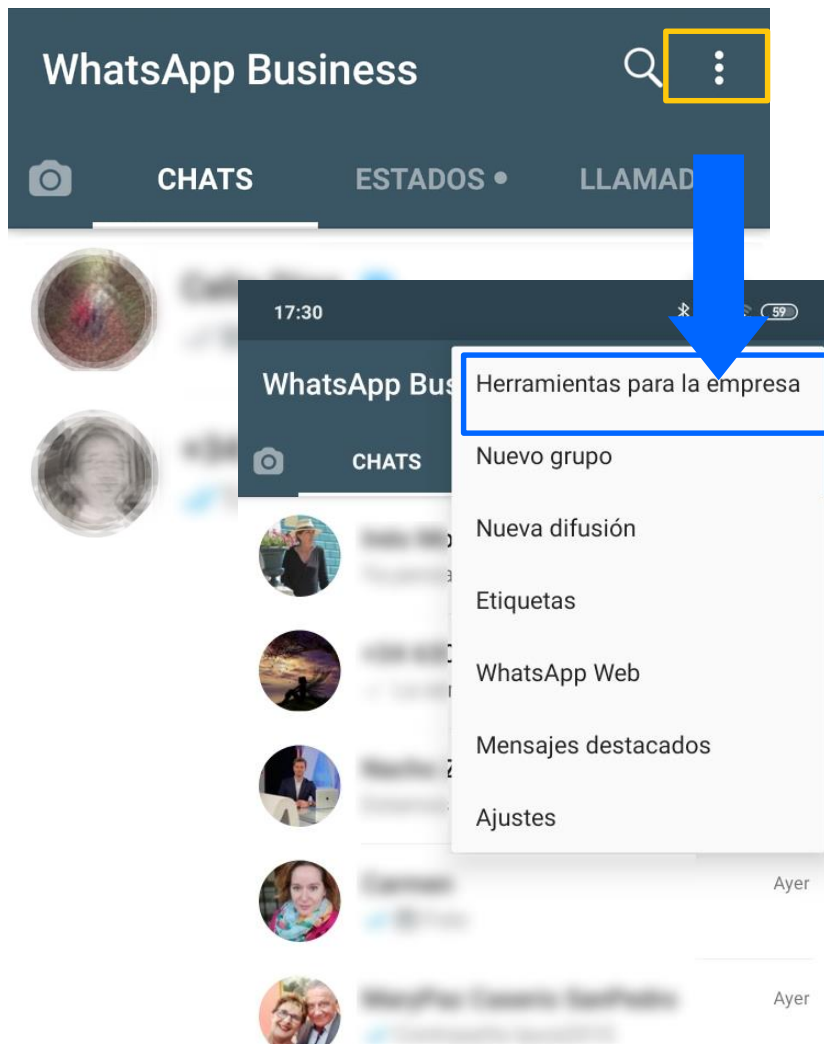 WhatsApp Business
CHATS
ESTADOS
LLAMAD
17:30
59
WhatsApp Bus
CHATS
Herramientas para la empresa
Nuevo grupo
Nueva difusión
Etiquetas
WhatsApp Web
Mensajes destacados
Ajustes
Ayer
Ayer